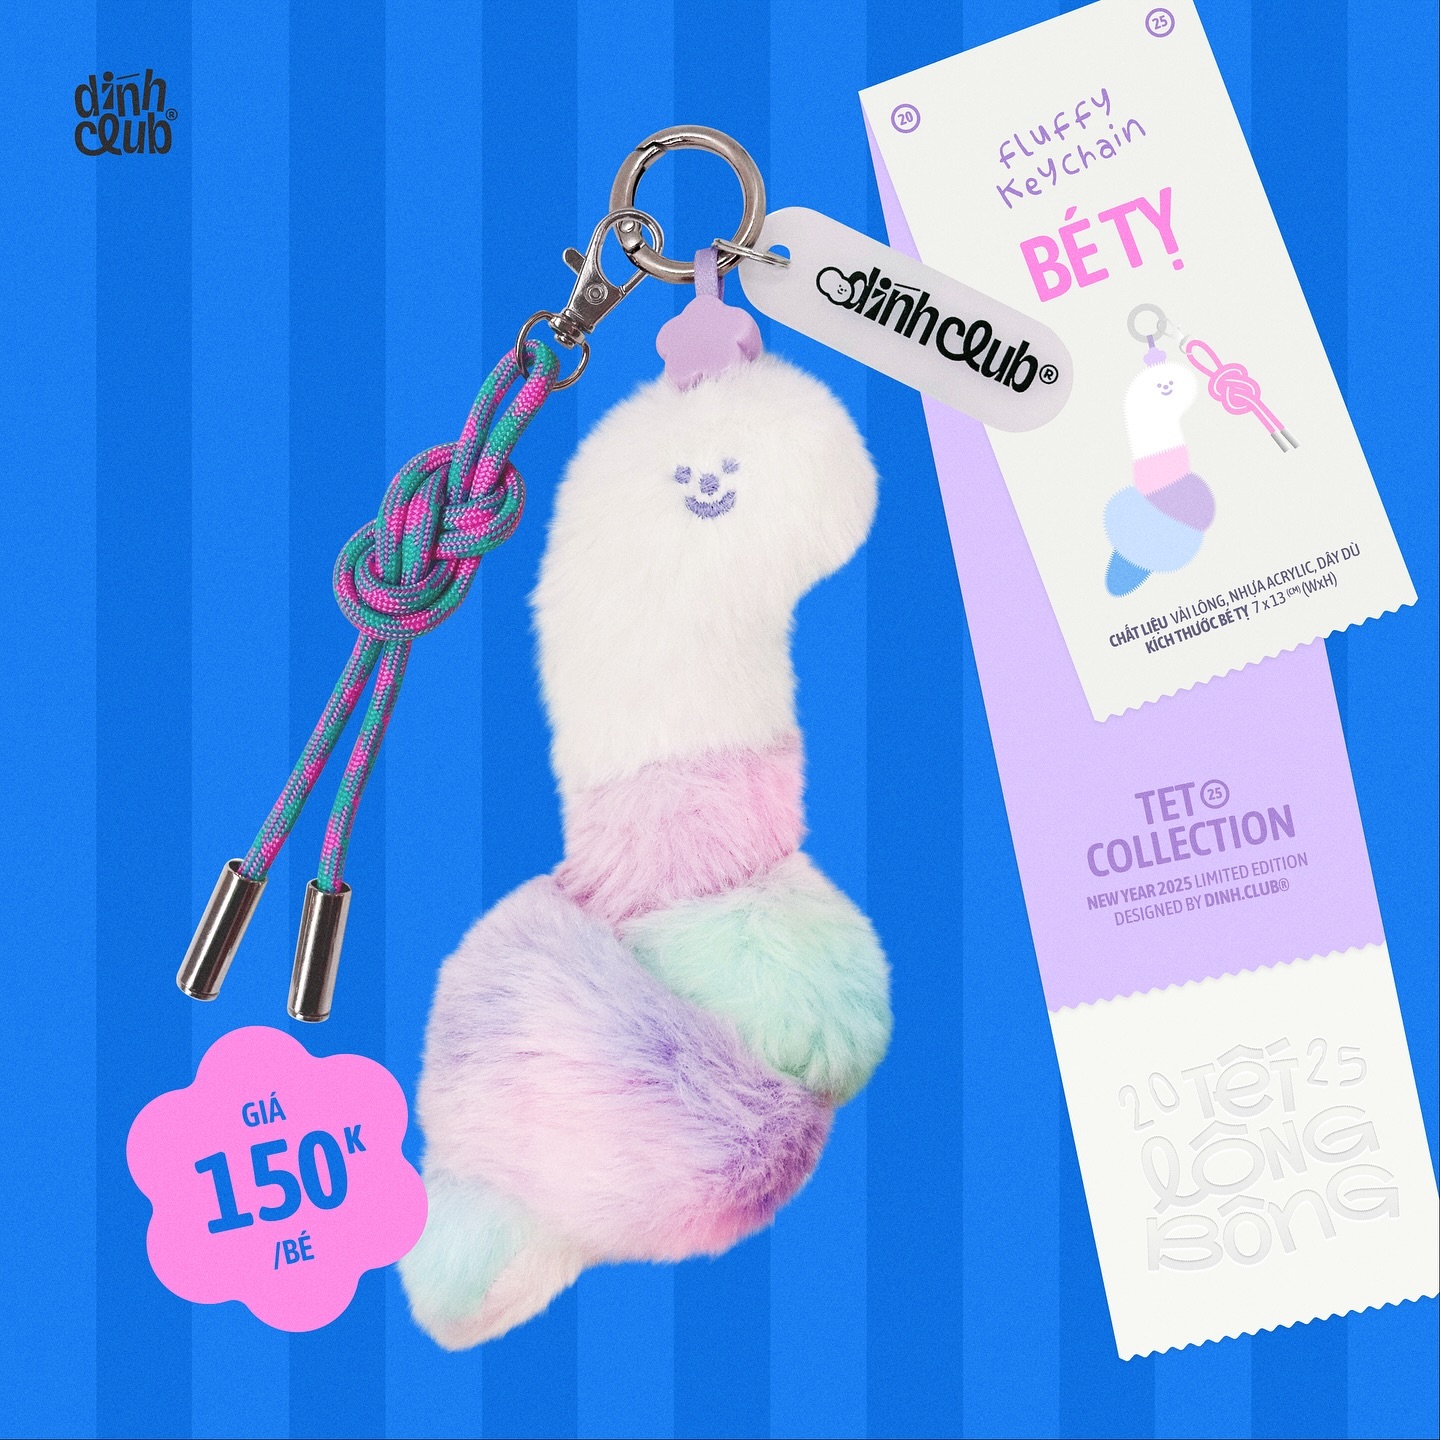 dinh
club®
20
25
fluffy
Keychain
BÉ TỴ
CHẤT LIỆU VẢI LÔNG, NHỰA ACRYLIC, DÂY DÙ
KÍCH THƯỚC BÉ TỴ 7 x 13 (CM) (WxH)
dinhclub®
TET 25
COLLECTION
NEW YEAR 2025 LIMITED EDITION
DESIGNED BY DINH.CLUB®
20 TẾT 25
LÔNG
BÔNG
GIÁ
150K
/BÉ